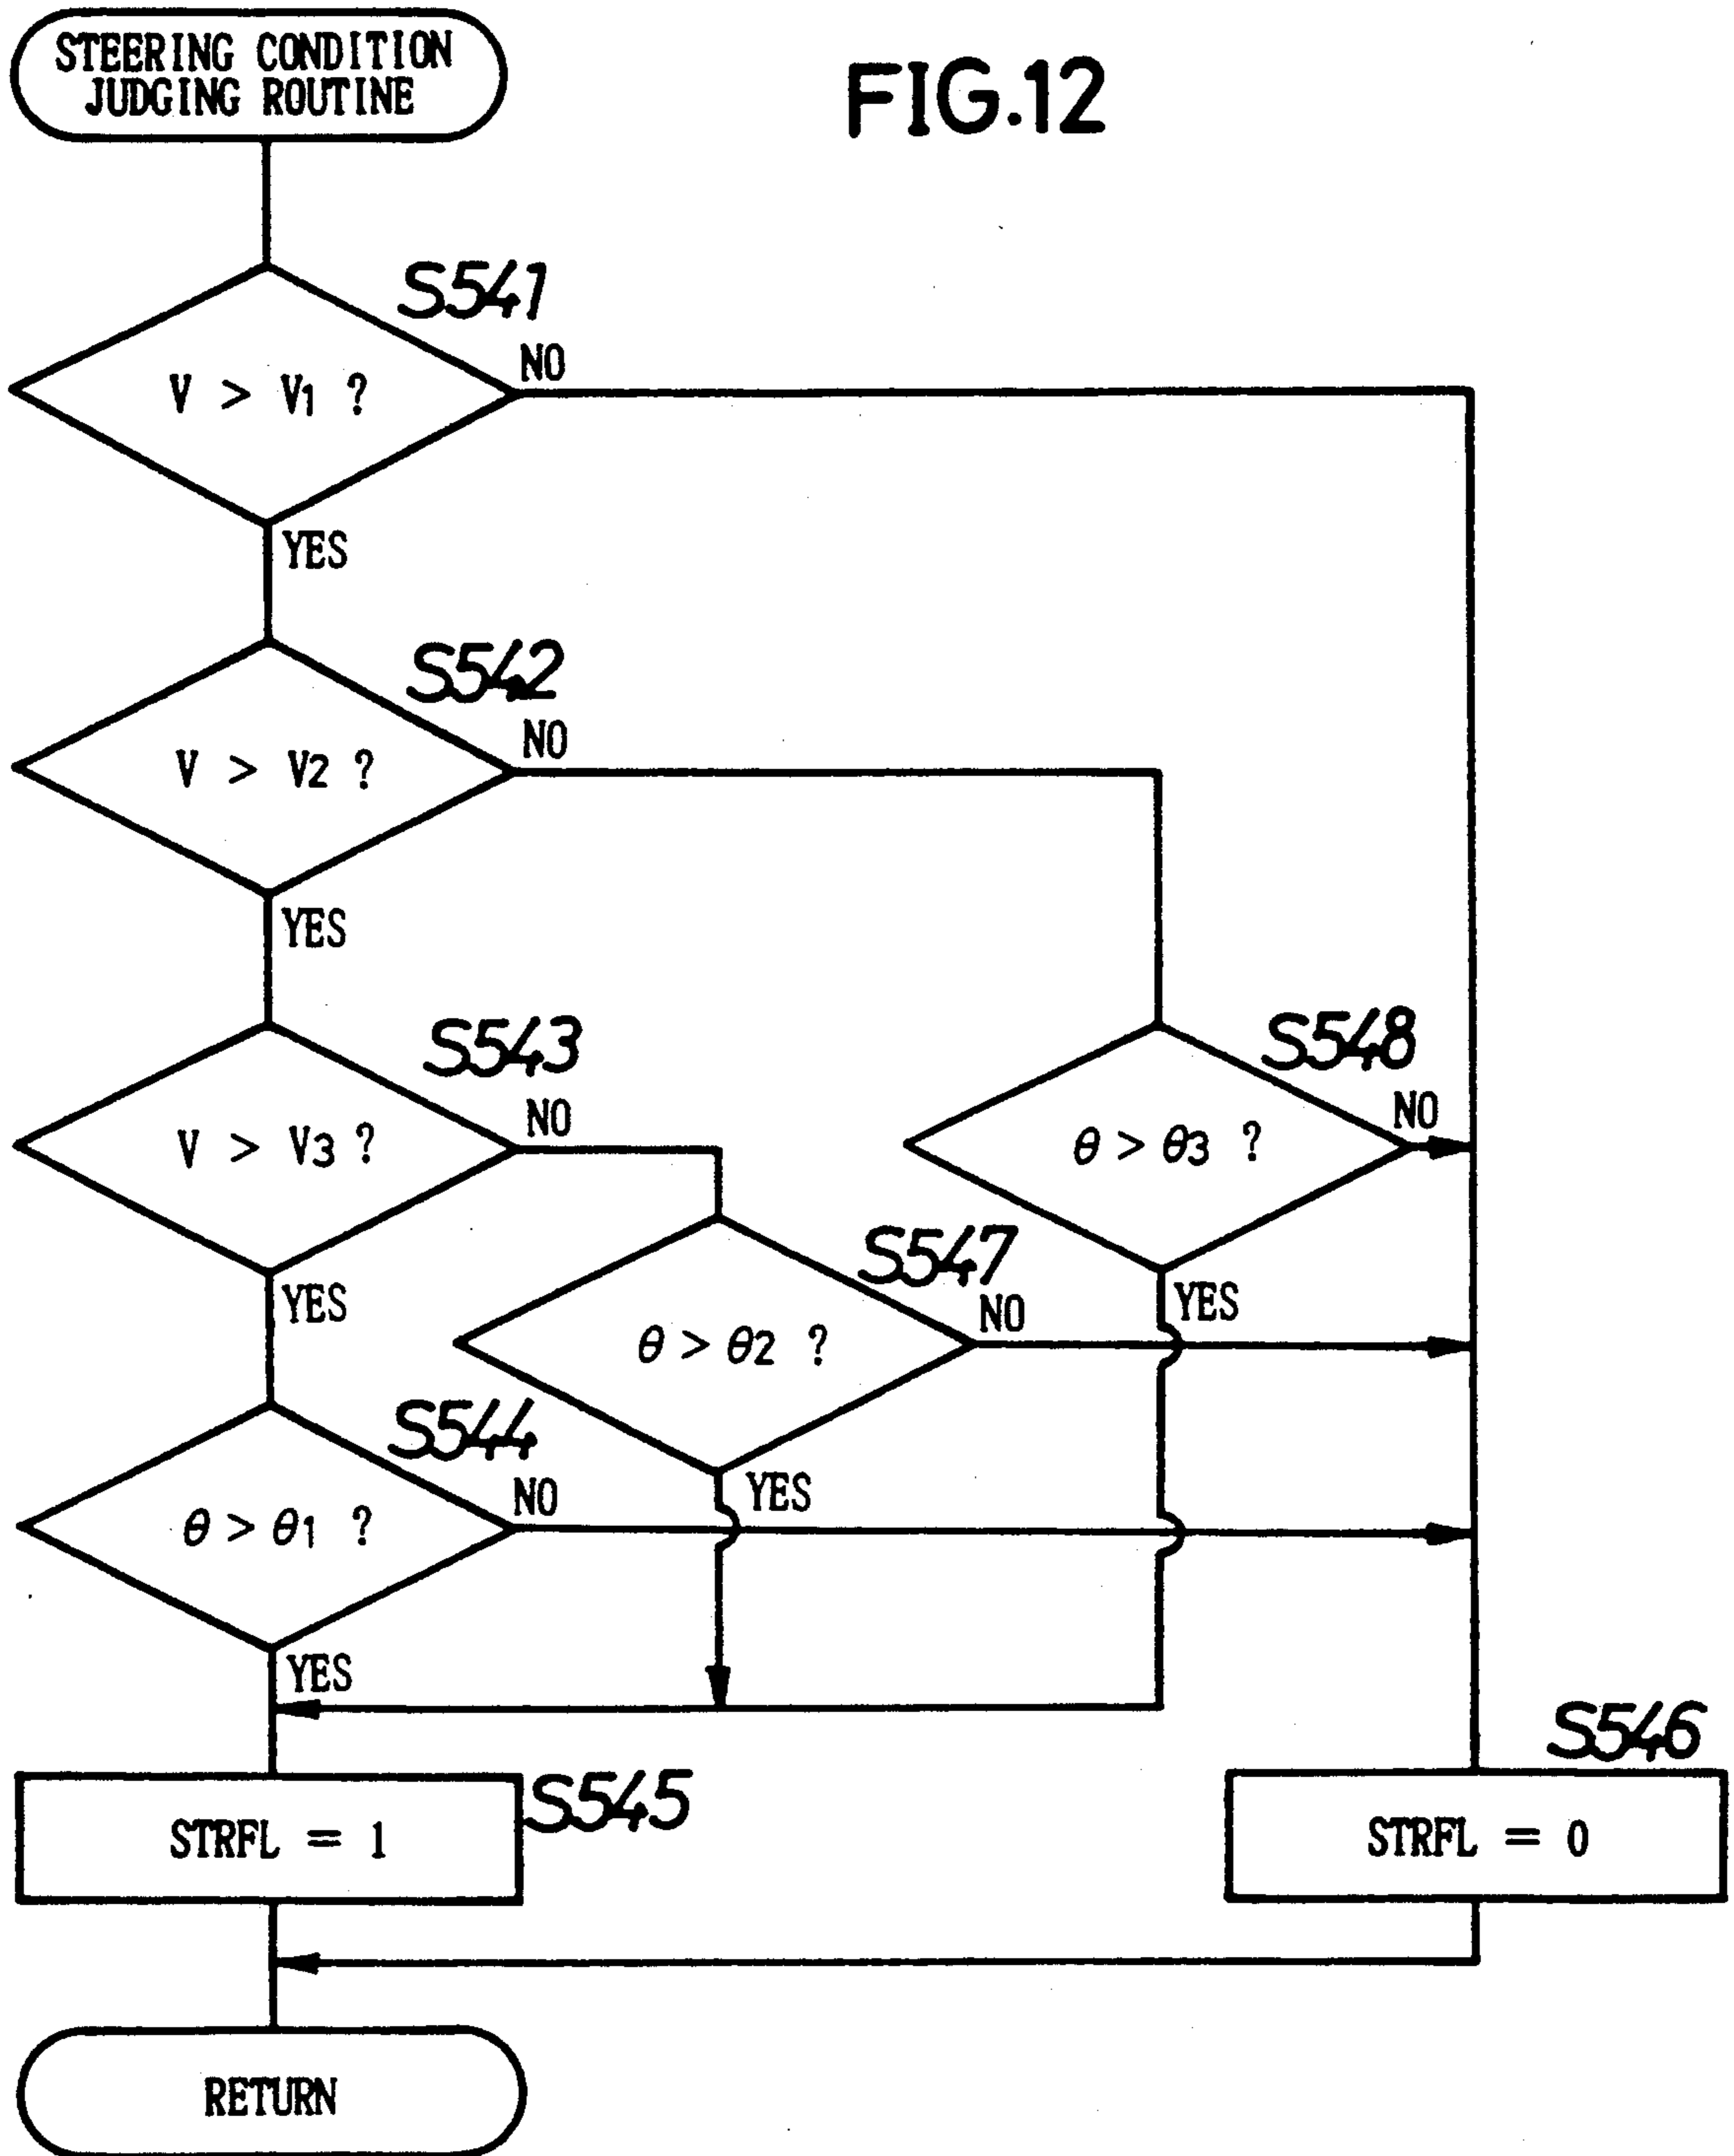 STEERING CONDITION
JUDGING ROUTINE
FIG.12
S541
V > V1 ?
NO
YES
S542
V > V2 ?
NO
YES
S543
V > V3 ?
NO
YES
S548
θ > θ3 ?
NO
YES
S547
θ > θ2 ?
NO
YES
S544
θ > θ1 ?
NO
YES
S545
STRFL = 1
S546
STRFL = 0
RETURN